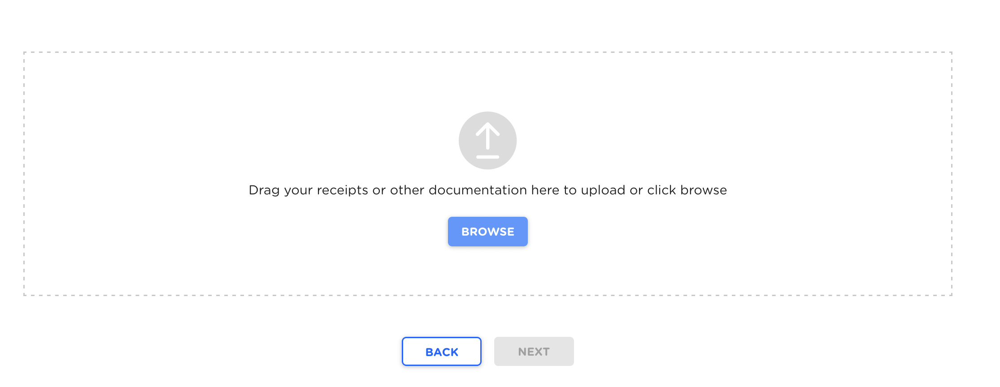 Drag your receipts or other documentation here to upload or click browse
BROWSE
BACK
NEXT